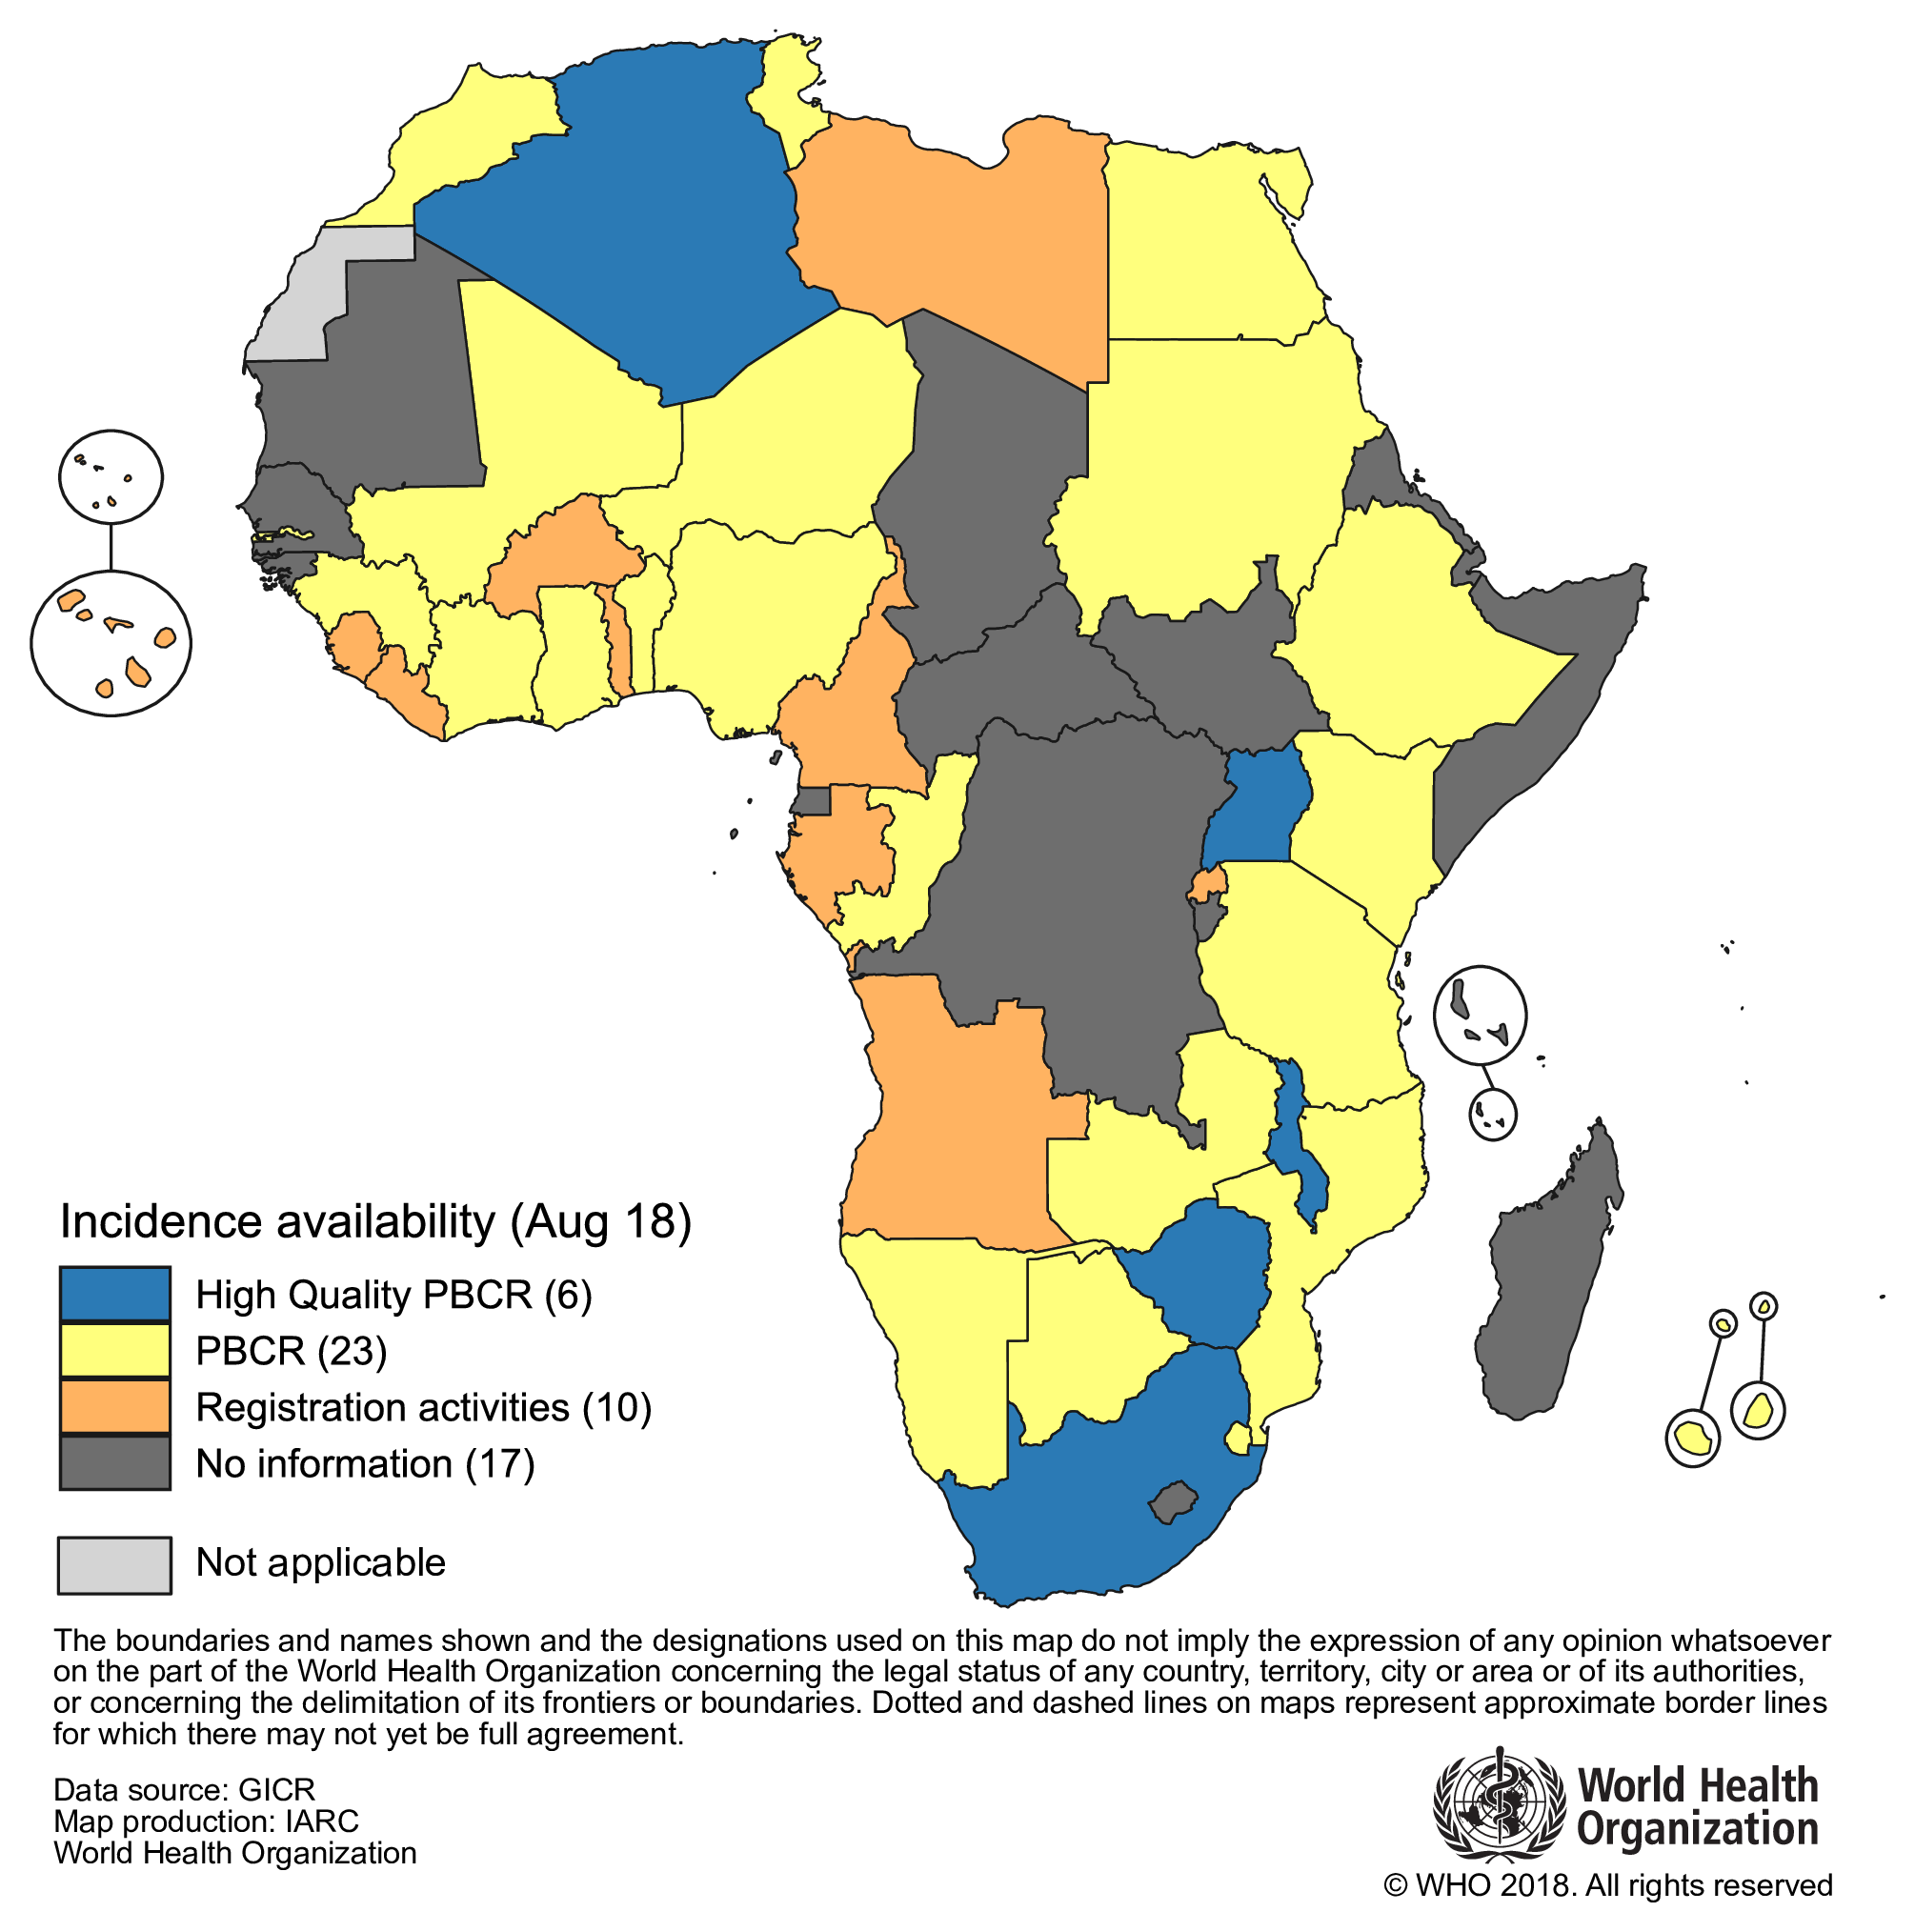 Incidence availability (Aug 18)
High Quality PBCR (6)
PBCR (23)
Registration activities (10)
No information (17)
Not applicable
The boundaries and names shown and the designations used on this map do not imply the expression of any opinion whatsoever
on the part of the World Health Organization concerning the legal status of any country, territory, city or area or of its authorities,
or concerning the delimitation of its frontiers or boundaries. Dotted and dashed lines on maps represent approximate border lines
for which there may not yet be full agreement.
Data source: GICR
Map production: IARC
World Health Organization
World Health
Organization
© WHO 2018. All rights reserved